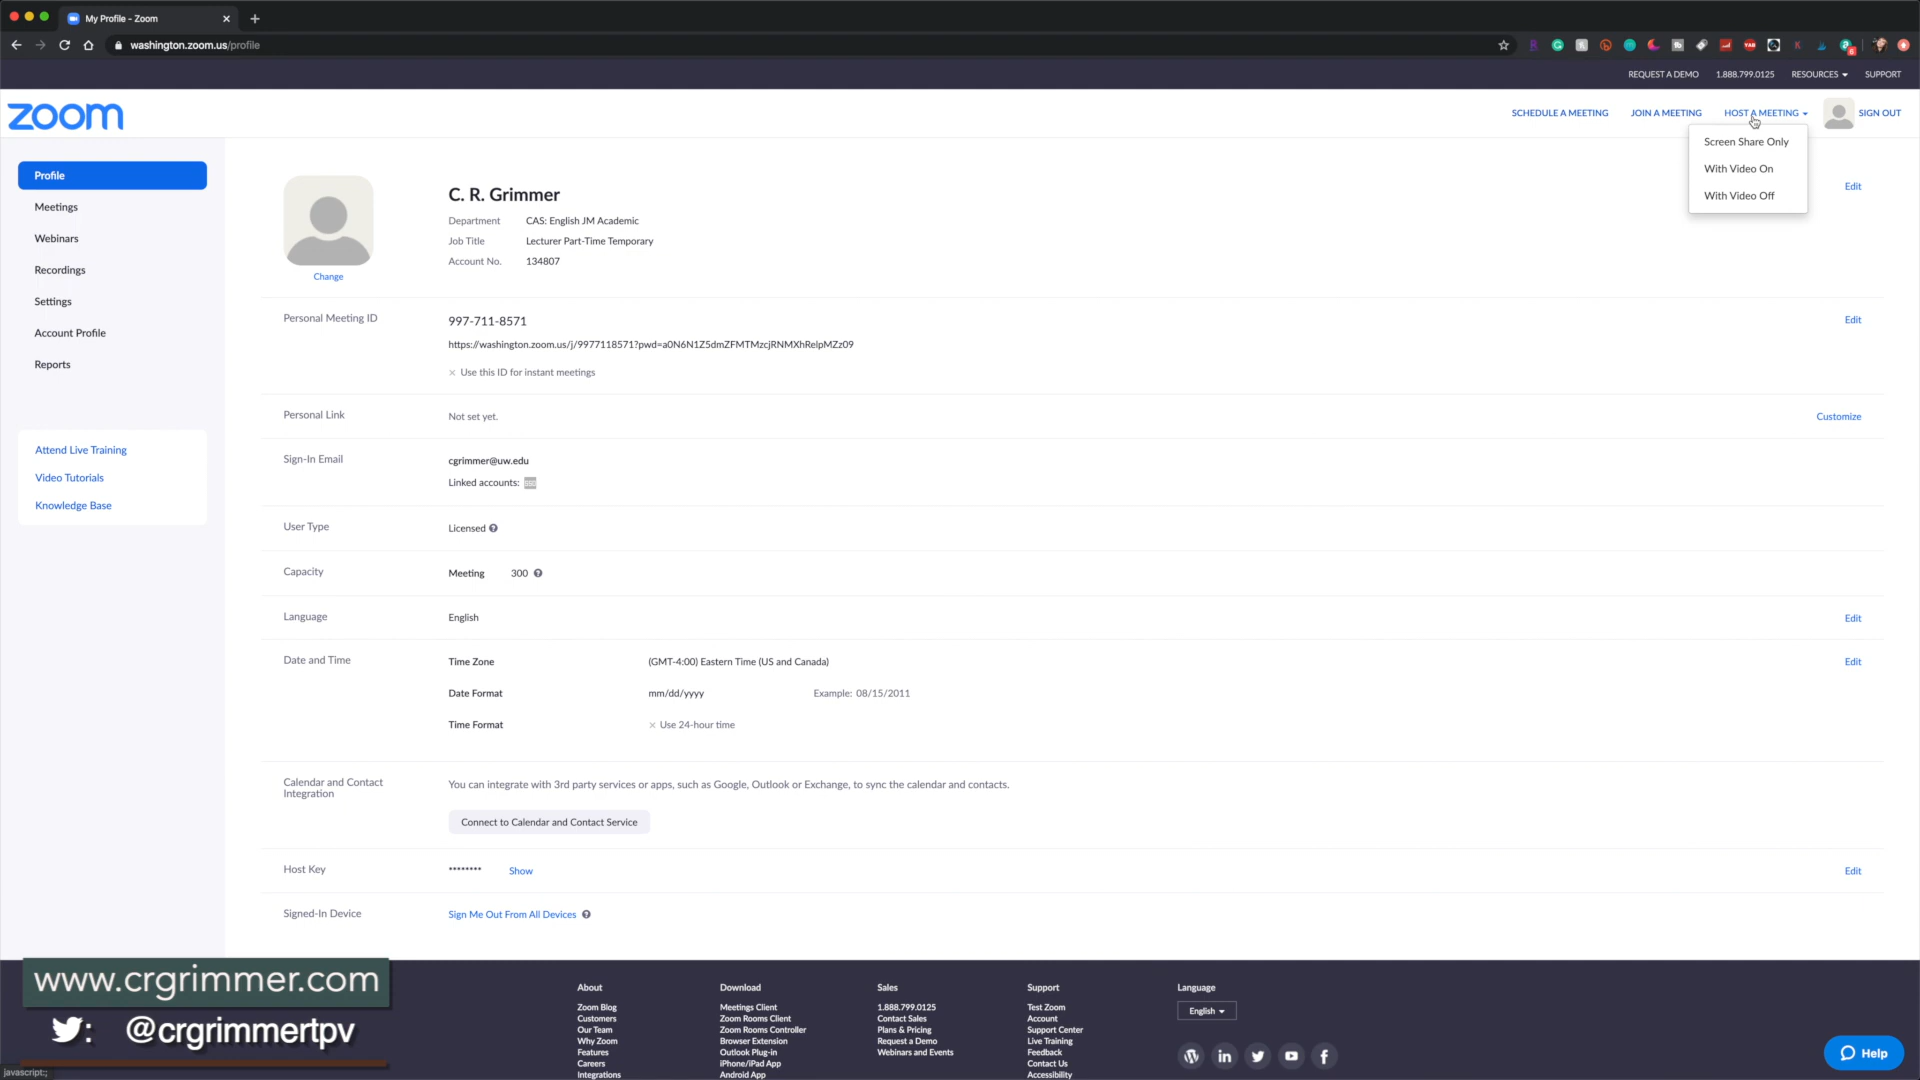 My Profile - Zoom
washington.zoom.us/profile
REQUEST A DEMO 1.888.799.0125 RESOURCES SUPPORT
zoom
SCHEDULE A MEETING JOIN A MEETING HOST A MEETING SIGN OUT
Screen Share Only
With Video On
With Video Off
Profile
Meetings
Webinars
Recordings
Settings
Account Profile
Reports
Attend Live Training
Video Tutorials
Knowledge Base
Change
C. R. Grimmer
Edit
Department CAS: English JM Academic
Job Title Lecturer Part-Time Temporary
Account No. 134807
Personal Meeting ID 997-711-8571 Edit
https://washington.zoom.us/j/9977118571?pwd=a0N6N1Z5dmZFMTMzcjRNMXhRelpMZz09
Use this ID for instant meetings
Personal Link Not set yet. Customize
Sign-In Email cgrimmer@uw.edu
Linked accounts:
User Type Licensed
Capacity Meeting 300
Language English Edit
Date and Time Time Zone (GMT-4:00) Eastern Time (US and Canada) Edit
Date Format mm/dd/yyyy Example: 08/15/2011
Time Format Use 24-hour time
Calendar and Contact Integration
You can integrate with 3rd party services or apps, such as Google, Outlook or Exchange, to sync the calendar and contacts.
Connect to Calendar and Contact Service
Host Key ******** Show Edit
Signed-In Device Sign Me Out From All Devices
www.crgrimmer.com
: @crgrimmertpv
javascript:;
About
Zoom Blog
Customers
Our Team
Why Zoom
Features
Careers
Integrations
Download
Meetings Client
Zoom Rooms Client
Zoom Rooms Controller
Browser Extension
Outlook Plug-in
iPhone/iPad App
Android App
Sales
1.888.799.0125
Contact Sales
Plans & Pricing
Request a Demo
Webinars and Events
Support
Test Zoom
Account
Support Center
Live Training
Feedback
Contact Us
Accessibility
Language
English
Help